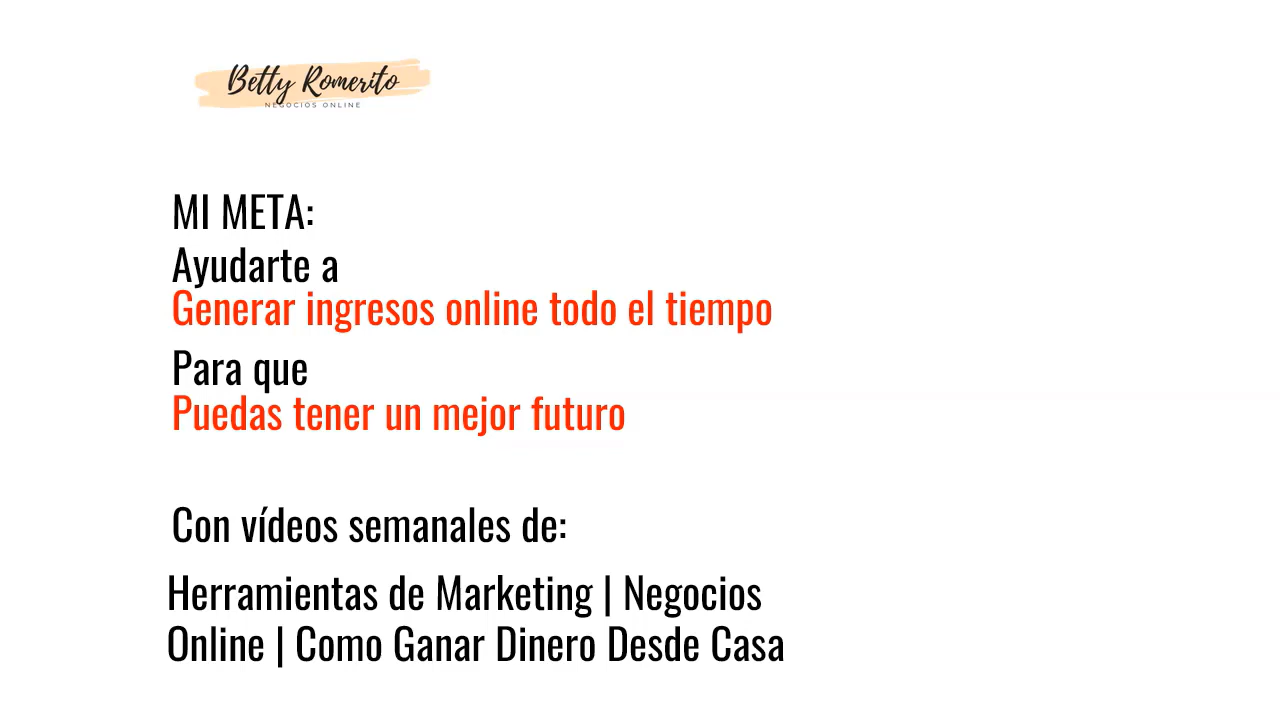 Betty Romerito
NEGOCIOS ONLINE
MI META:
Ayudarte a
Generar ingresos online todo el tiempo
Para que
Puedas tener un mejor futuro
Con vídeos semanales de:
Herramientas de Marketing | Negocios
Online | Como Ganar Dinero Desde Casa